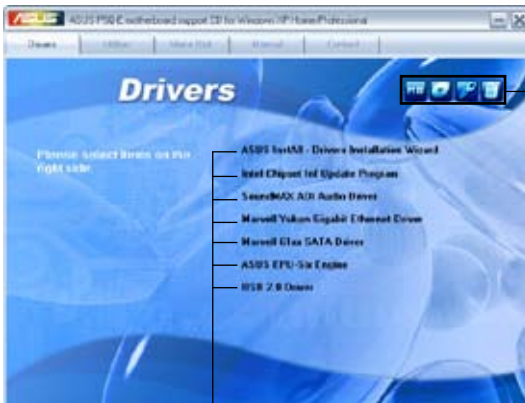 ASUS
ASUS P5Q-E motherboard support CD for Windows XP Home/Professional
Drivers
Utilities
Make Disk
Manual
Contact
Drivers
Please select items on the
right side.
ASUS InstAll - Drivers Installation Wizard
Intel Chipset Inf Update Program
SoundMAX ADI Audio Driver
Marvell Yukon Gigabit Ethernet Driver
Marvell 61xx SATA Driver
ASUS EPU-Six Engine
USB 2.0 Driver